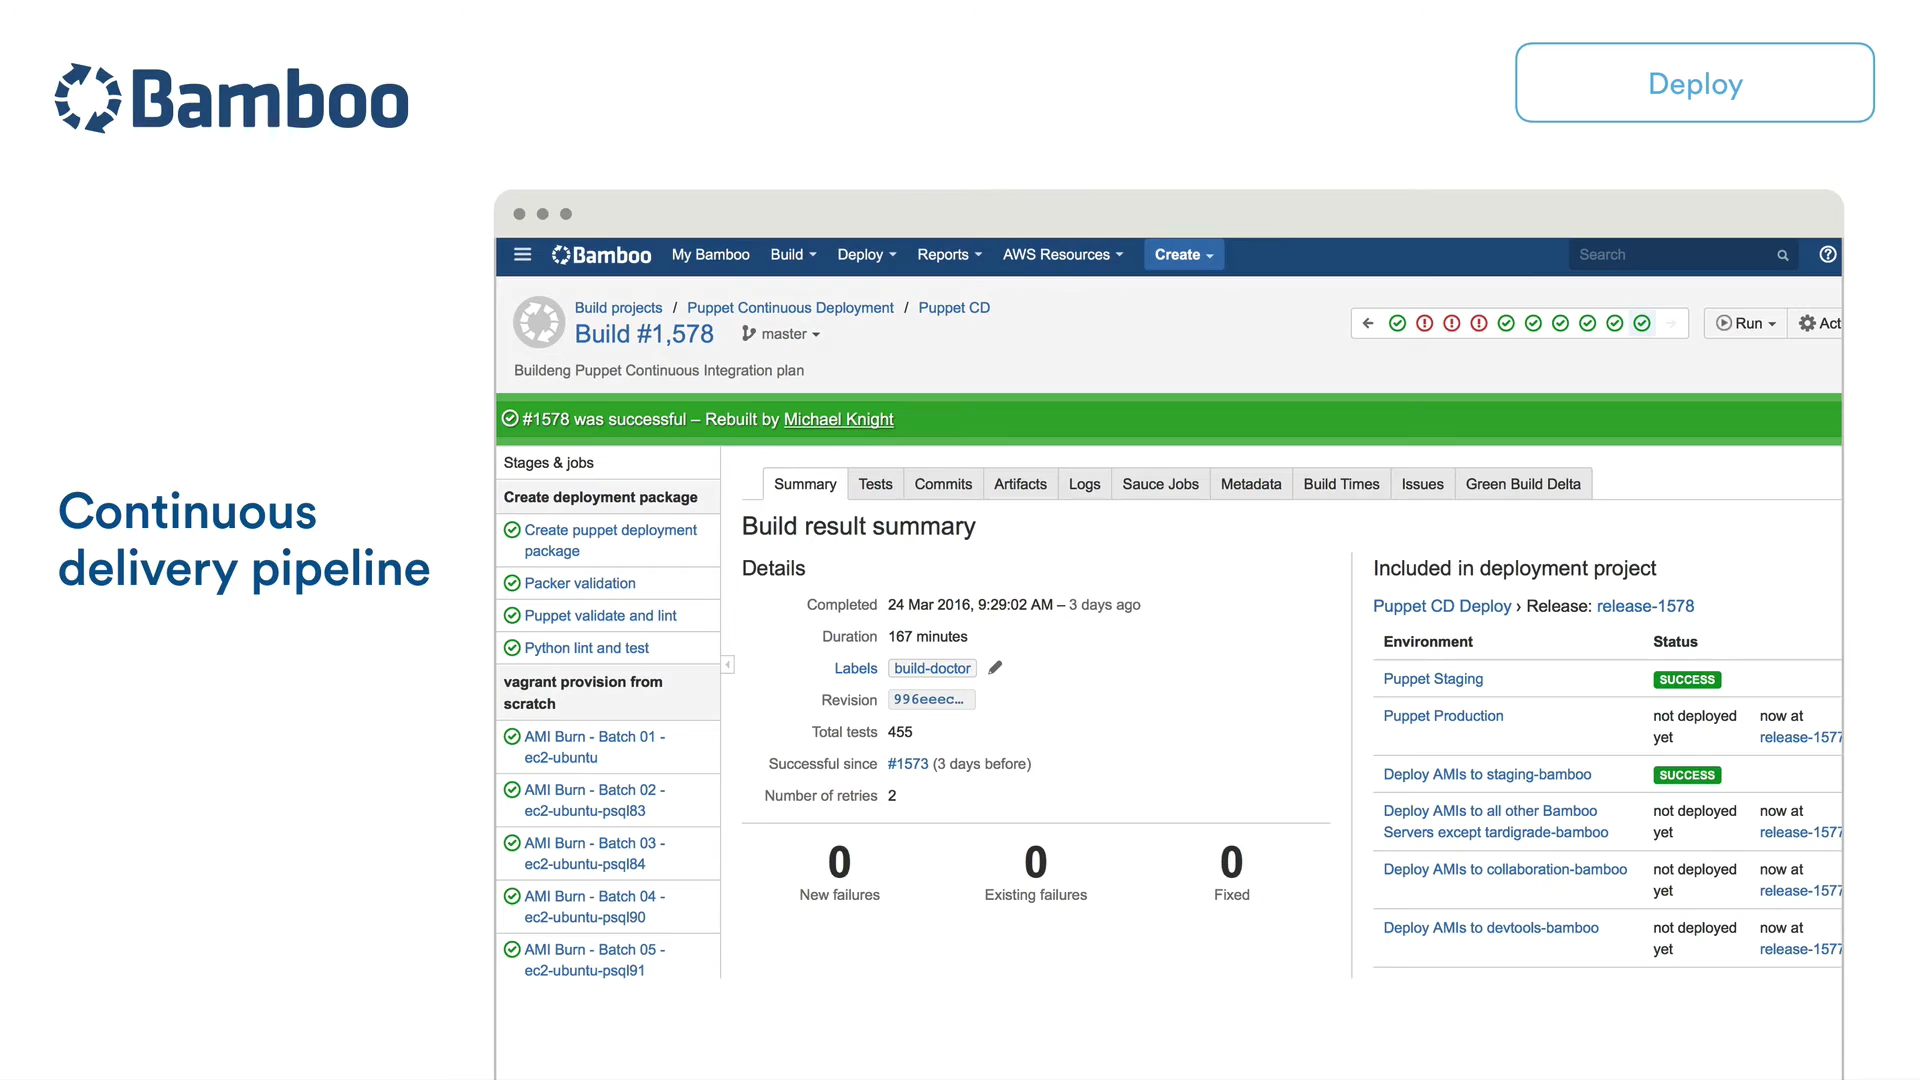 Bamboo
Deploy
Continuous
delivery pipeline
Bamboo My Bamboo Build Deploy Reports AWS Resources Create Search
Build projects / Puppet Continuous Deployment / Puppet CD
Build #1,578 master
Run Act
Buildeng Puppet Continuous Integration plan
#1578 was successful – Rebuilt by Michael Knight
Stages & jobs
Create deployment package
Create puppet deployment
package
Packer validation
Puppet validate and lint
Python lint and test
vagrant provision from
scratch
AMI Burn - Batch 01 -
ec2-ubuntu
AMI Burn - Batch 02 -
ec2-ubuntu-psql83
AMI Burn - Batch 03 -
ec2-ubuntu-psql84
AMI Burn - Batch 04 -
ec2-ubuntu-psql90
AMI Burn - Batch 05 -
ec2-ubuntu-psql91
Summary Tests Commits Artifacts Logs Sauce Jobs Metadata Build Times Issues Green Build Delta
Build result summary
Details
Completed 24 Mar 2016, 9:29:02 AM – 3 days ago
Duration 167 minutes
Labels build-doctor
Revision 996eeec...
Total tests 455
Successful since #1573 (3 days before)
Number of retries 2
0 0 0
New failures Existing failures Fixed
Included in deployment project
Puppet CD Deploy › Release: release-1578
Environment Status
Puppet Staging SUCCESS
Puppet Production not deployed now at
yet release-1577
Deploy AMIs to staging-bamboo SUCCESS
Deploy AMIs to all other Bamboo not deployed now at
Servers except tardigrade-bamboo yet release-1577
Deploy AMIs to collaboration-bamboo not deployed now at
yet release-1577
Deploy AMIs to devtools-bamboo not deployed now at
yet release-1577